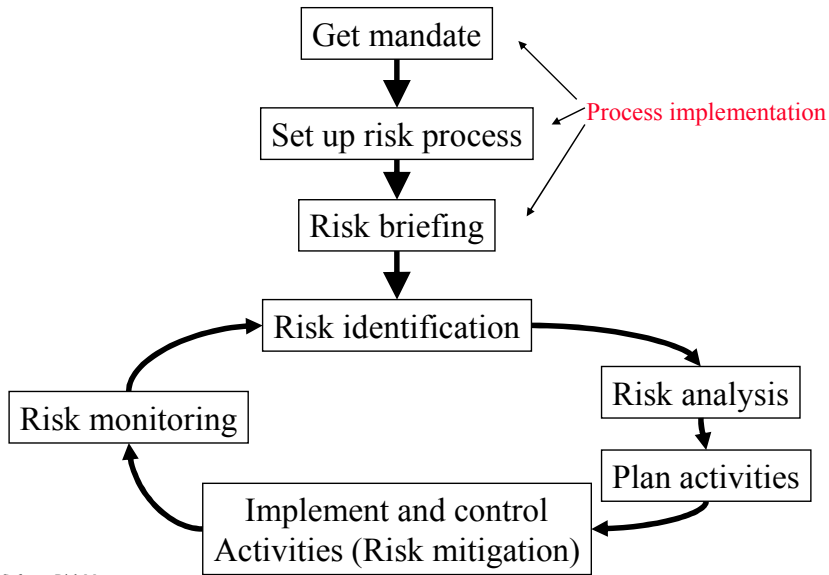 Get mandate
Process implementation
Set up risk process
Risk briefing
Risk identification
Risk analysis
Risk monitoring
Plan activities
Implement and control
Activities (Risk mitigation)